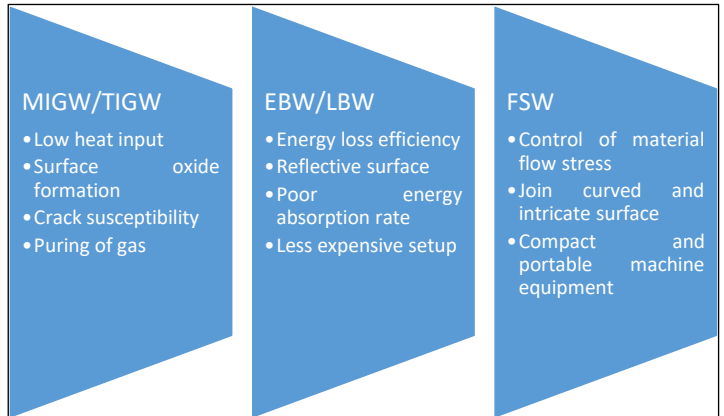 MIGW/TIGW
•Low heat input
•Surface oxide
formation
•Crack susceptibility
•Puring of gas
EBW/LBW
•Energy loss efficiency
•Reflective surface
•Poor energy
absorption rate
•Less expensive setup
FSW
•Control of material
flow stress
•Join curved and
intricate surface
•Compact and
portable machine
equipment